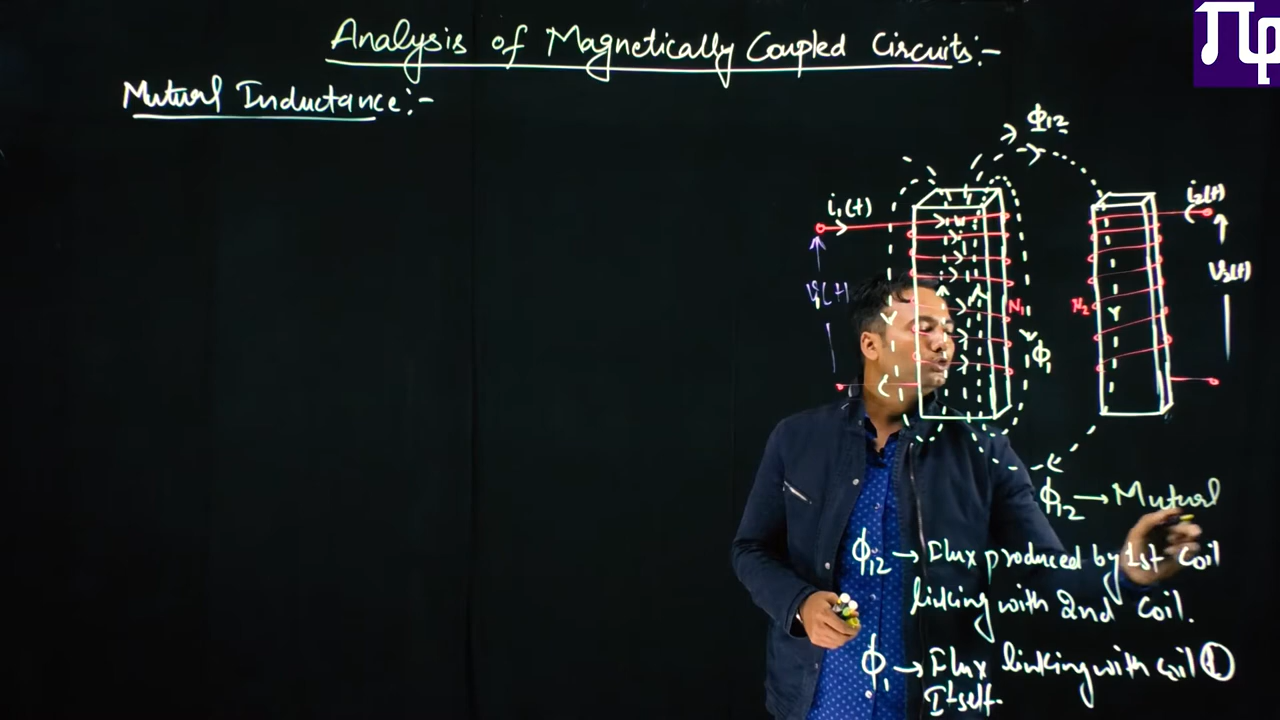 Πφ
Analysis of Magnetically Coupled Circuits:-
Mutual Inductance:-
Φ12
i1(t)
i2(t)
V1(t)
V2(t)
N1
N2
Φ1
Φ12 → Mutual
Φ12 → Flux produced by 1st coil
linking with 2nd coil.
Φ1 → Flux linking with coil ①
Itself.